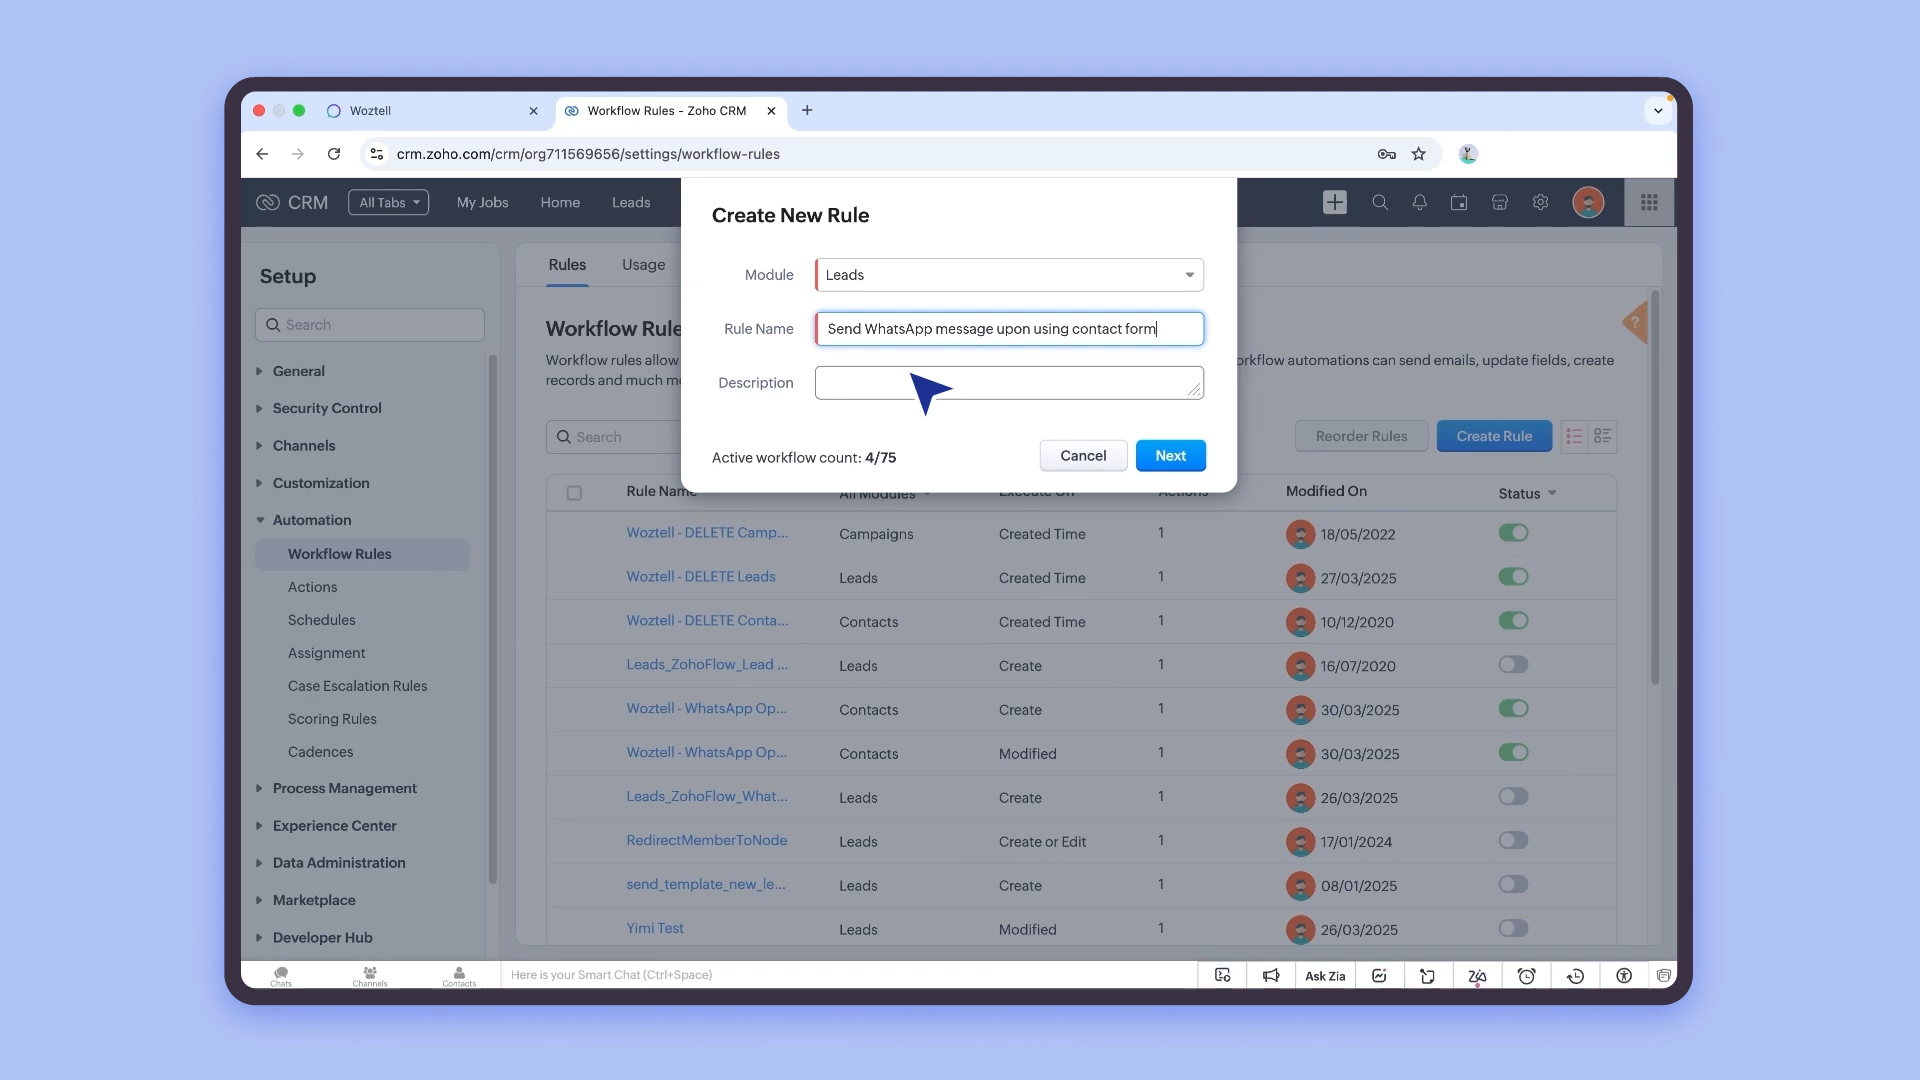 Woztell
Workflow Rules - Zoho CRM
crm.zoho.com/crm/org711569656/settings/workflow-rules
CRM
All Tabs
My Jobs
Home
Leads
Create New Rule
Module
Leads
Rule Name
Send WhatsApp message upon using contact form
Description
Active workflow count: 4/75
Cancel
Next
Setup
Search
General
Security Control
Channels
Customization
Automation
Workflow Rules
Actions
Schedules
Assignment
Case Escalation Rules
Scoring Rules
Cadences
Process Management
Experience Center
Data Administration
Marketplace
Developer Hub
Rules
Usage
?
Workflow Rule
Workflow rules allow
rkflow automations can send emails, update fields, create
records and much m
Search
Reorder Rules
Create Rule
Rule Name
All Modules
Execute On
Actions
Modified On
Status
Woztell - DELETE Camp... Campaigns Created Time 1 18/05/2022
Woztell - DELETE Leads Leads Created Time 1 27/03/2025
Woztell - DELETE Conta... Contacts Created Time 1 10/12/2020
Leads_ZohoFlow_Lead ... Leads Create 1 16/07/2020
Woztell - WhatsApp Op... Contacts Create 1 30/03/2025
Woztell - WhatsApp Op... Contacts Modified 1 30/03/2025
Leads_ZohoFlow_What... Leads Create 1 26/03/2025
RedirectMemberToNode Leads Create or Edit 1 17/01/2024
send_template_new_le... Leads Create 1 08/01/2025
Yimi Test Leads Modified 1 26/03/2025
Chats
Channels
Contacts
Here is your Smart Chat (Ctrl+Space)
Ask Zia